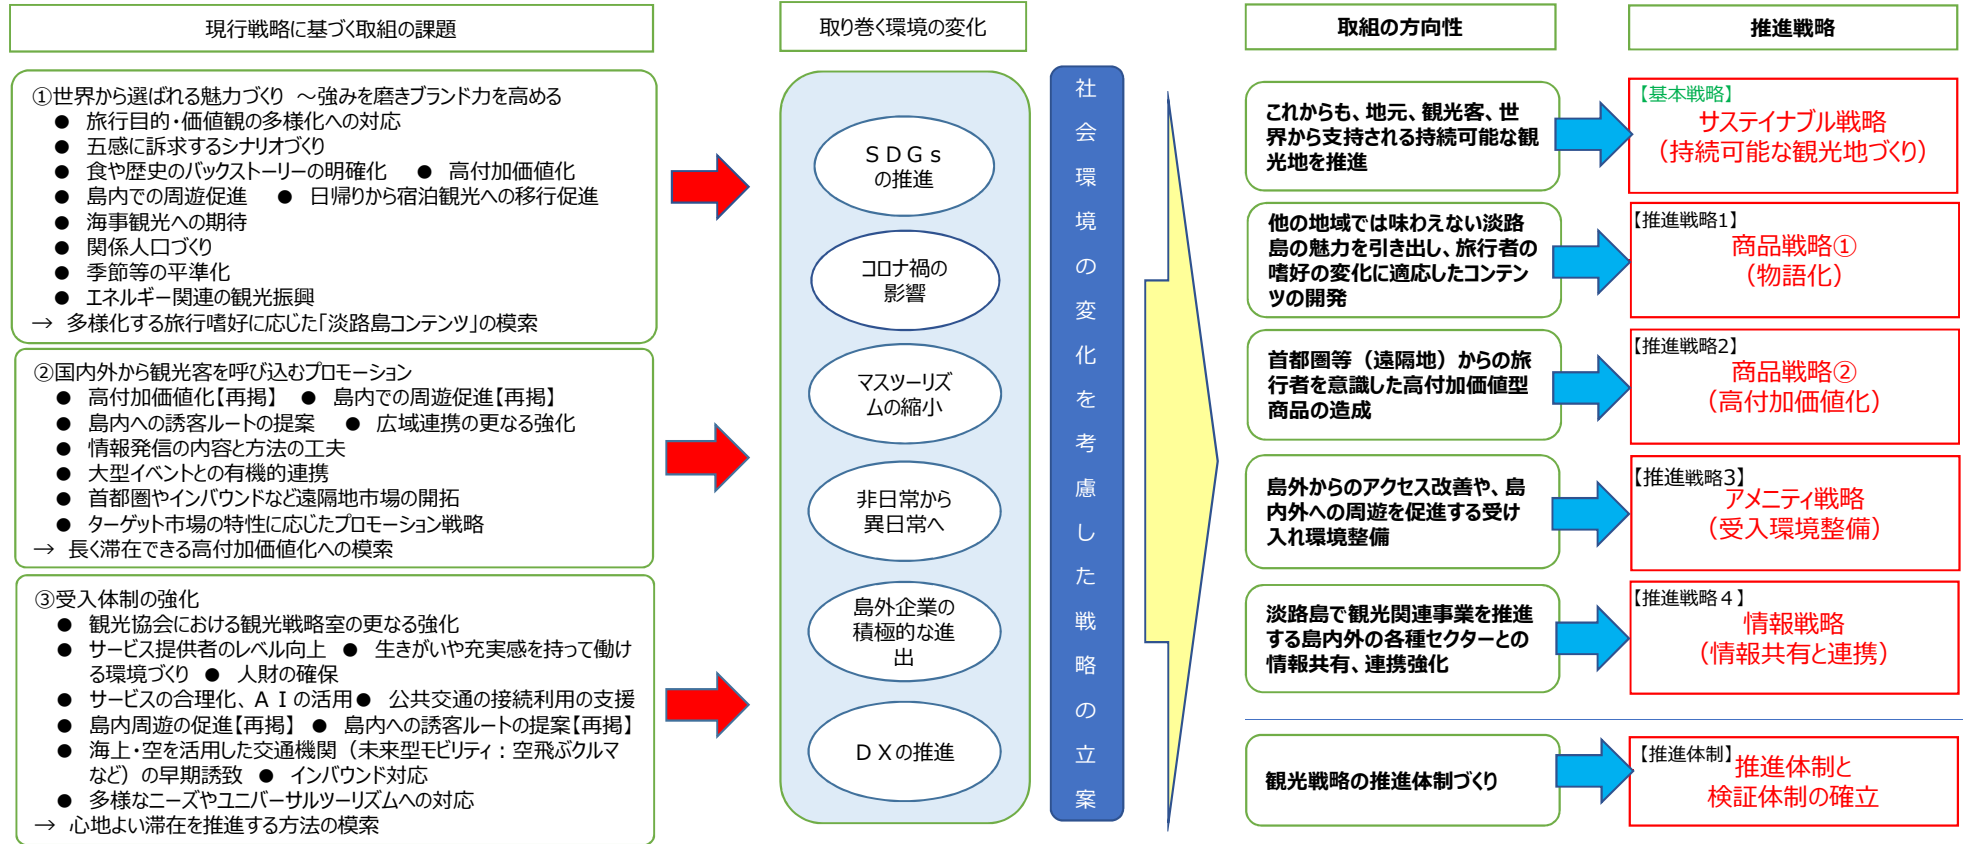 現行戦略に基づく取組の課題
①世界から選ばれる魅力づくり ～強みを磨きブランド力を高める
● 旅行目的・価値観の多様化への対応
● 五感に訴求するシナリオづくり
● 食や歴史のバックストーリーの明確化 ● 高付加価値化
● 島内での周遊促進 ● 日帰りから宿泊観光への移行促進
● 海事観光への期待
● 関係人口づくり
● 季節等の平準化
● エネルギー関連の観光振興
→ 多様化する旅行嗜好に応じた「淡路島コンテンツ」の模索
②国内外から観光客を呼び込むプロモーション
● 高付加価値化【再掲】 ● 島内での周遊促進【再掲】
● 島内への誘客ルートの提案 ● 広域連携の更なる強化
● 情報発信の内容と方法の工夫
● 大型イベントとの有機的連携
● 首都圏やインバウンドなど遠隔地市場の開拓
● ターゲット市場の特性に応じたプロモーション戦略
→ 長く滞在できる高付加価値化への模索
③受入体制の強化
● 観光協会における観光戦略室の更なる強化
● サービス提供者のレベル向上 ● 生きがいや充実感を持って働け
る環境づくり ● 人財の確保
● サービスの合理化、ＡＩの活用● 公共交通の接続利用の支援
● 島内周遊の促進【再掲】 ● 島内への誘客ルートの提案【再掲】
● 海上・空を活用した交通機関（未来型モビリティ：空飛ぶクルマ
など）の早期誘致 ● インバウンド対応
● 多様なニーズやユニバーサルツーリズムへの対応
→ 心地よい滞在を推進する方法の模索
取り巻く環境の変化
ＳＤＧｓ
の推進
コロナ禍の
影響
マスツーリズ
ムの縮小
非日常から
異日常へ
島外企業の
積極的な進
出
ＤＸの推進
社会環境の変化を考慮した戦略の立案
取組の方向性
これからも、地元、観光客、世
界から支持される持続可能な観
光地を推進
他の地域では味わえない淡路
島の魅力を引き出し、旅行者の
嗜好の変化に適応したコンテン
ツの開発
首都圏等（遠隔地）からの旅
行者を意識した高付加価値型
商品の造成
島外からのアクセス改善や、島
内外への周遊を促進する受け
入れ環境整備
淡路島で観光関連事業を推進
する島内外の各種セクターとの
情報共有、連携強化
観光戦略の推進体制づくり
推進戦略
【基本戦略】
サステイナブル戦略
（持続可能な観光地づくり）
【推進戦略1】
商品戦略①
（物語化）
【推進戦略2】
商品戦略②
（高付加価値化）
【推進戦略3】
アメニティ戦略
（受入環境整備）
【推進戦略４】
情報戦略
（情報共有と連携）
【推進体制】
推進体制と
検証体制の確立